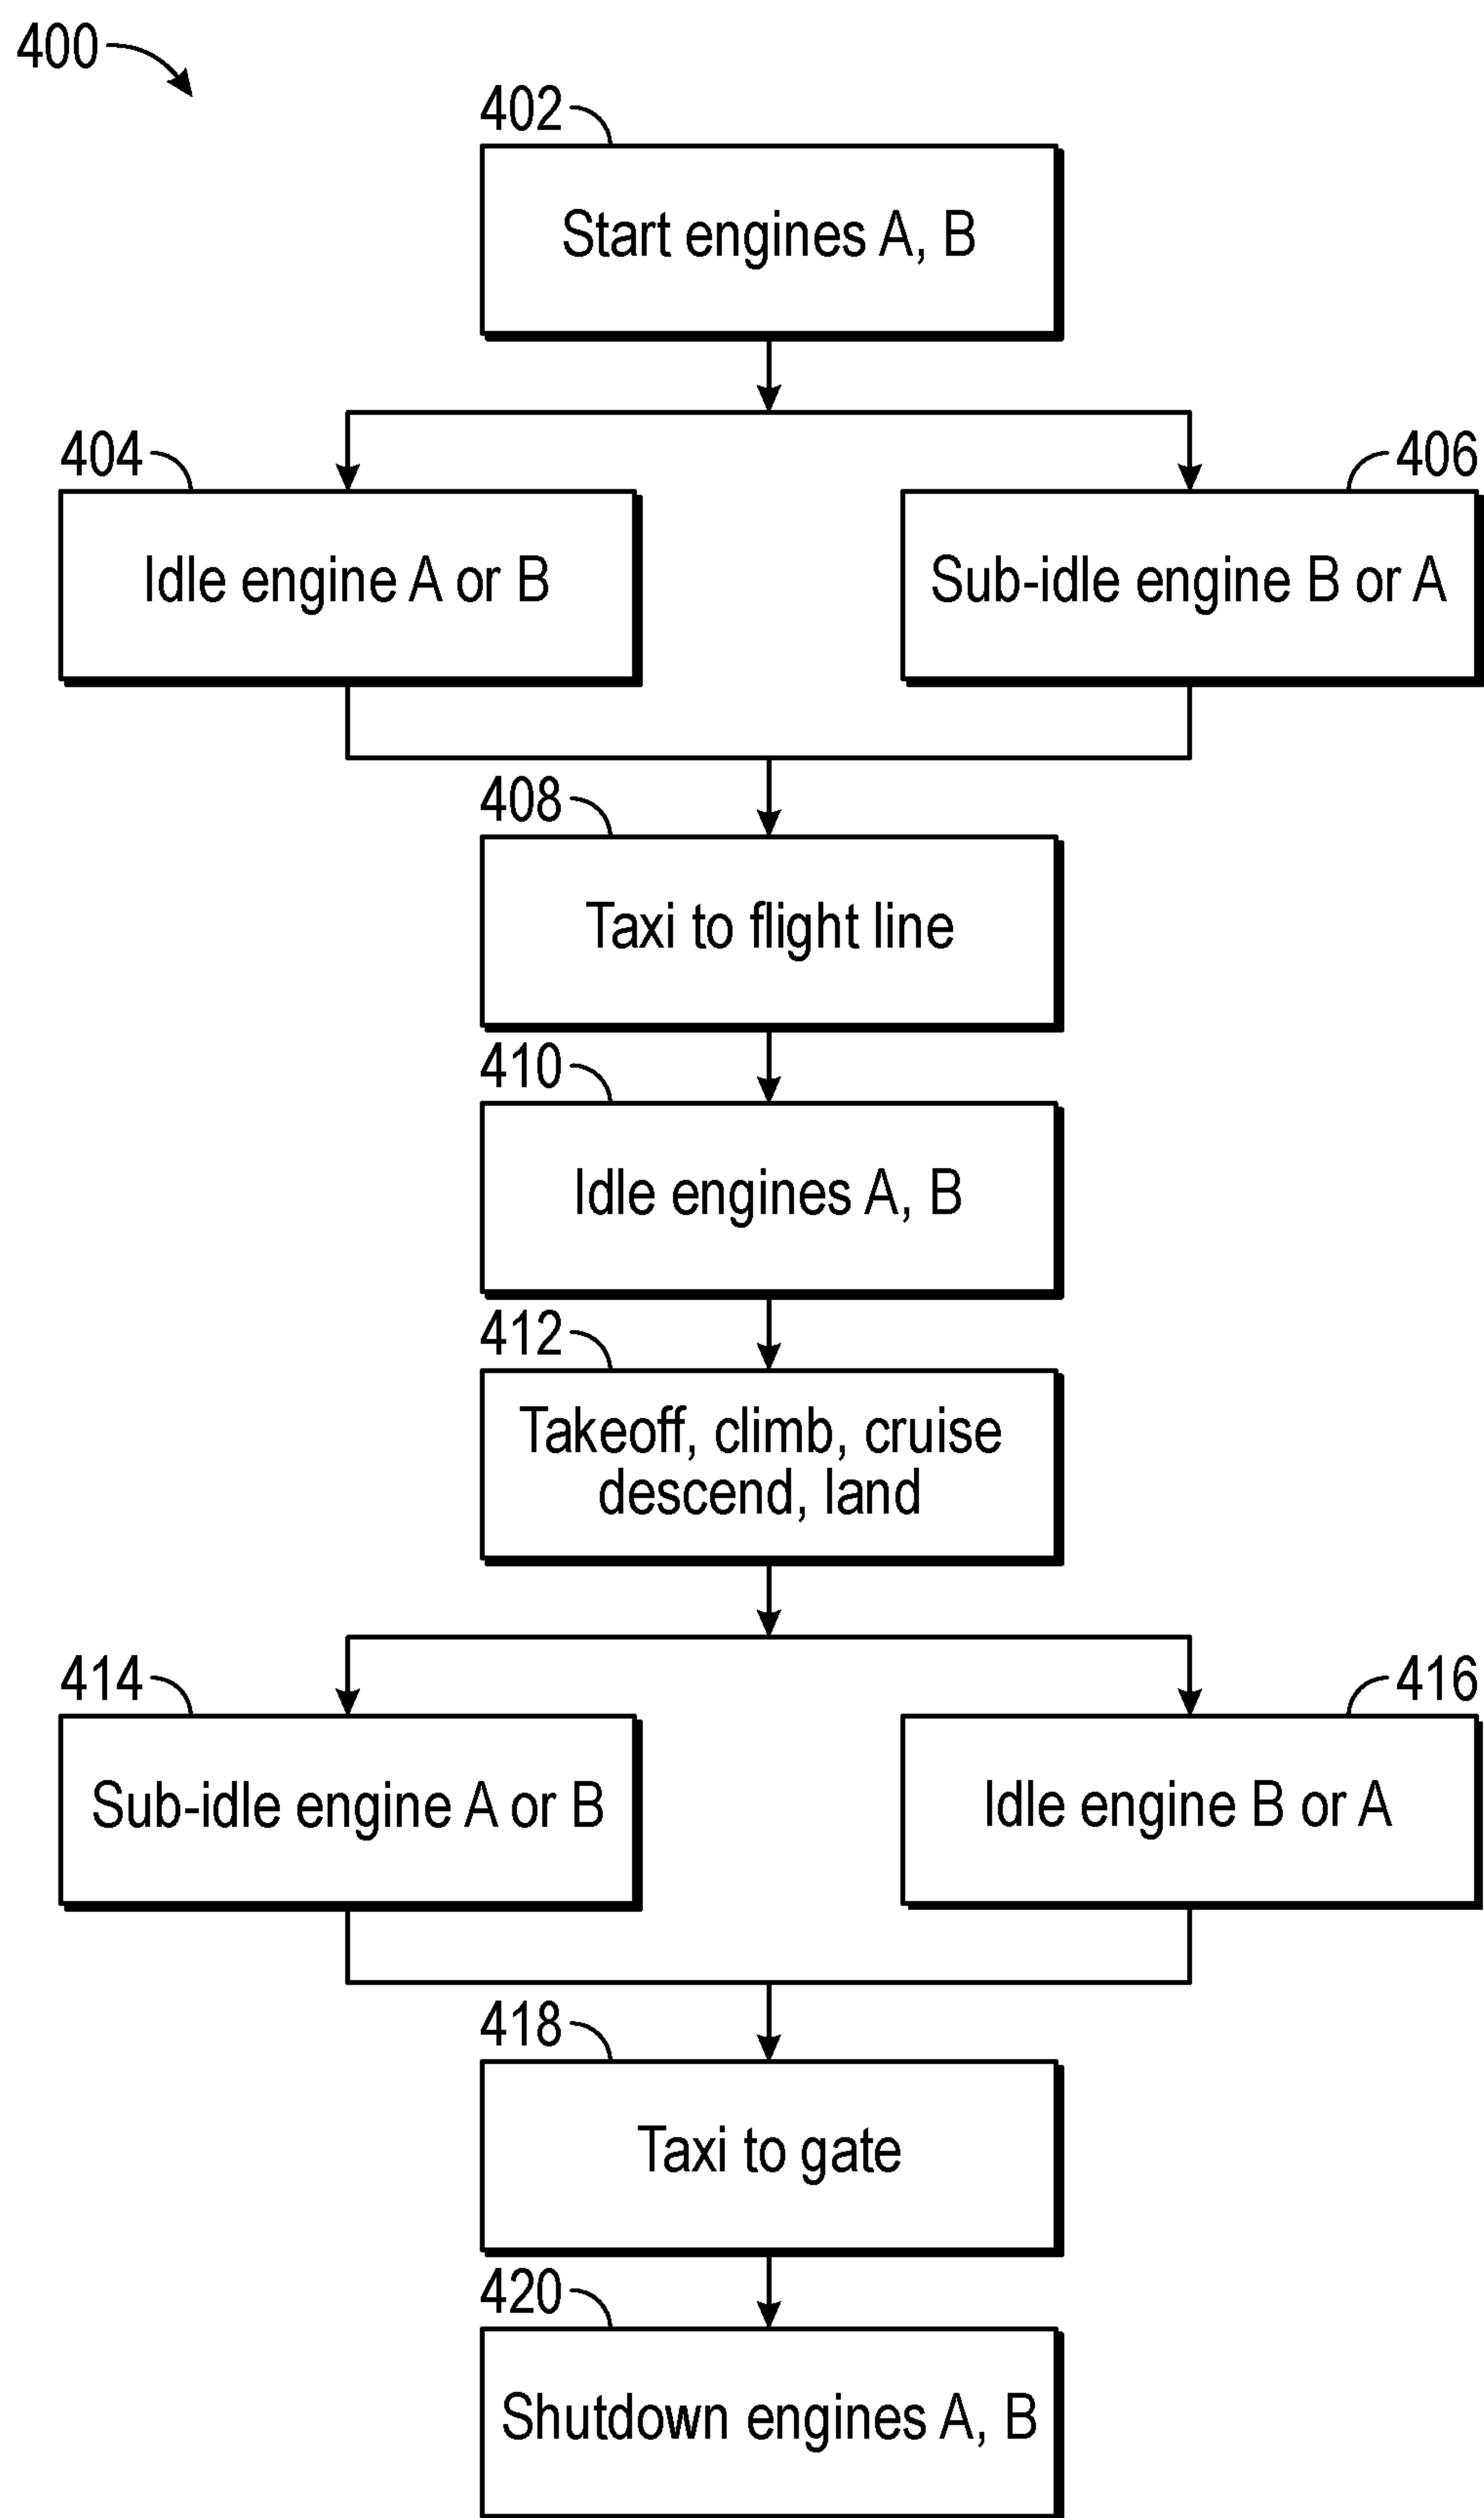 400
402
Start engines A, B
404
406
Idle engine A or B
Sub-idle engine B or A
408
Taxi to flight line
410
Idle engines A, B
412
Takeoff, climb, cruise
descend, land
414
416
Sub-idle engine A or B
Idle engine B or A
418
Taxi to gate
420
Shutdown engines A, B